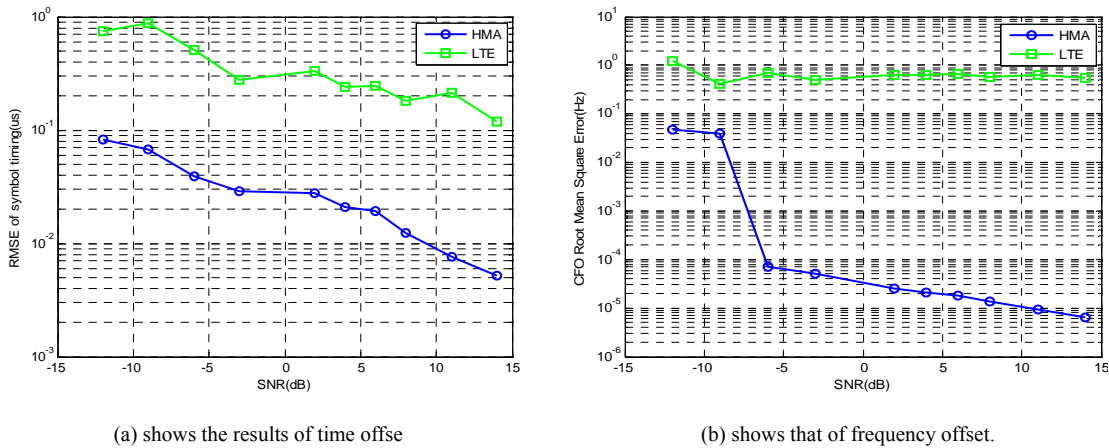 10^0
10^-1
10^-2
10^-3
RMSE of symbol timing(us)
HMA
LTE
-15 -10 -5 0 5 10 15
SNR(dB)
(a) shows the results of time offse
10^1
10^0
10^-1
10^-2
10^-3
10^-4
10^-5
10^-6
CFO Root Mean Square Error(Hz)
HMA
LTE
-15 -10 -5 0 5 10 15
SNR(dB)
(b) shows that of frequency offset.